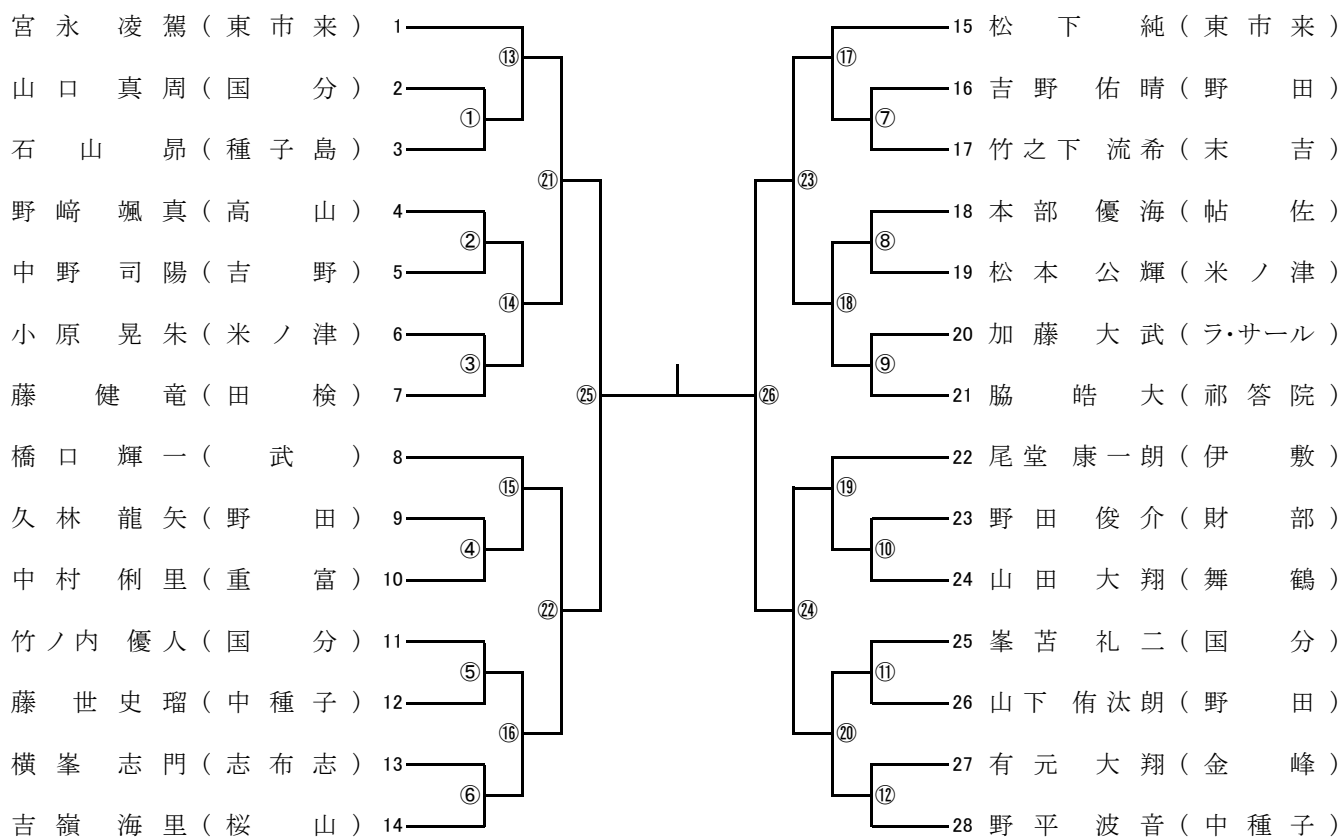 宮永 凌駕(東市来) 1
山口 真周(国分) 2
石山 昴(種子島) 3
野﨑 颯真(高山) 4
中野 司陽(吉野) 5
小原 晃朱(米ノ津) 6
藤 健竜(田検) 7
橋口 輝一(武) 8
久林 龍矢(野田) 9
中村 俐里(重富) 10
竹ノ内 優人(国分) 11
藤 世史瑠(中種子) 12
横峯 志門(志布志) 13
吉嶺 海里(桜山) 14
⑬
①
㉑
②
⑭
③
㉕
⑮
④
㉒
⑤
⑯
⑥
⑰
⑦
㉓
⑧
⑱
⑨
㉖
⑲
⑩
㉔
⑪
⑳
⑫
15 松下 純(東市来)
16 吉野 佑晴(野田)
17 竹之下 流希(末吉)
18 本部 優海(帖佐)
19 松本 公輝(米ノ津)
20 加藤 大武(ラ・サール)
21 脇 皓大(祁答院)
22 尾堂 康一朗(伊敷)
23 野田 俊介(財部)
24 山田 大翔(舞鶴)
25 峯苫 礼二(国分)
26 山下 侑汰朗(野田)
27 有元 大翔(金峰)
28 野平 波音(中種子)